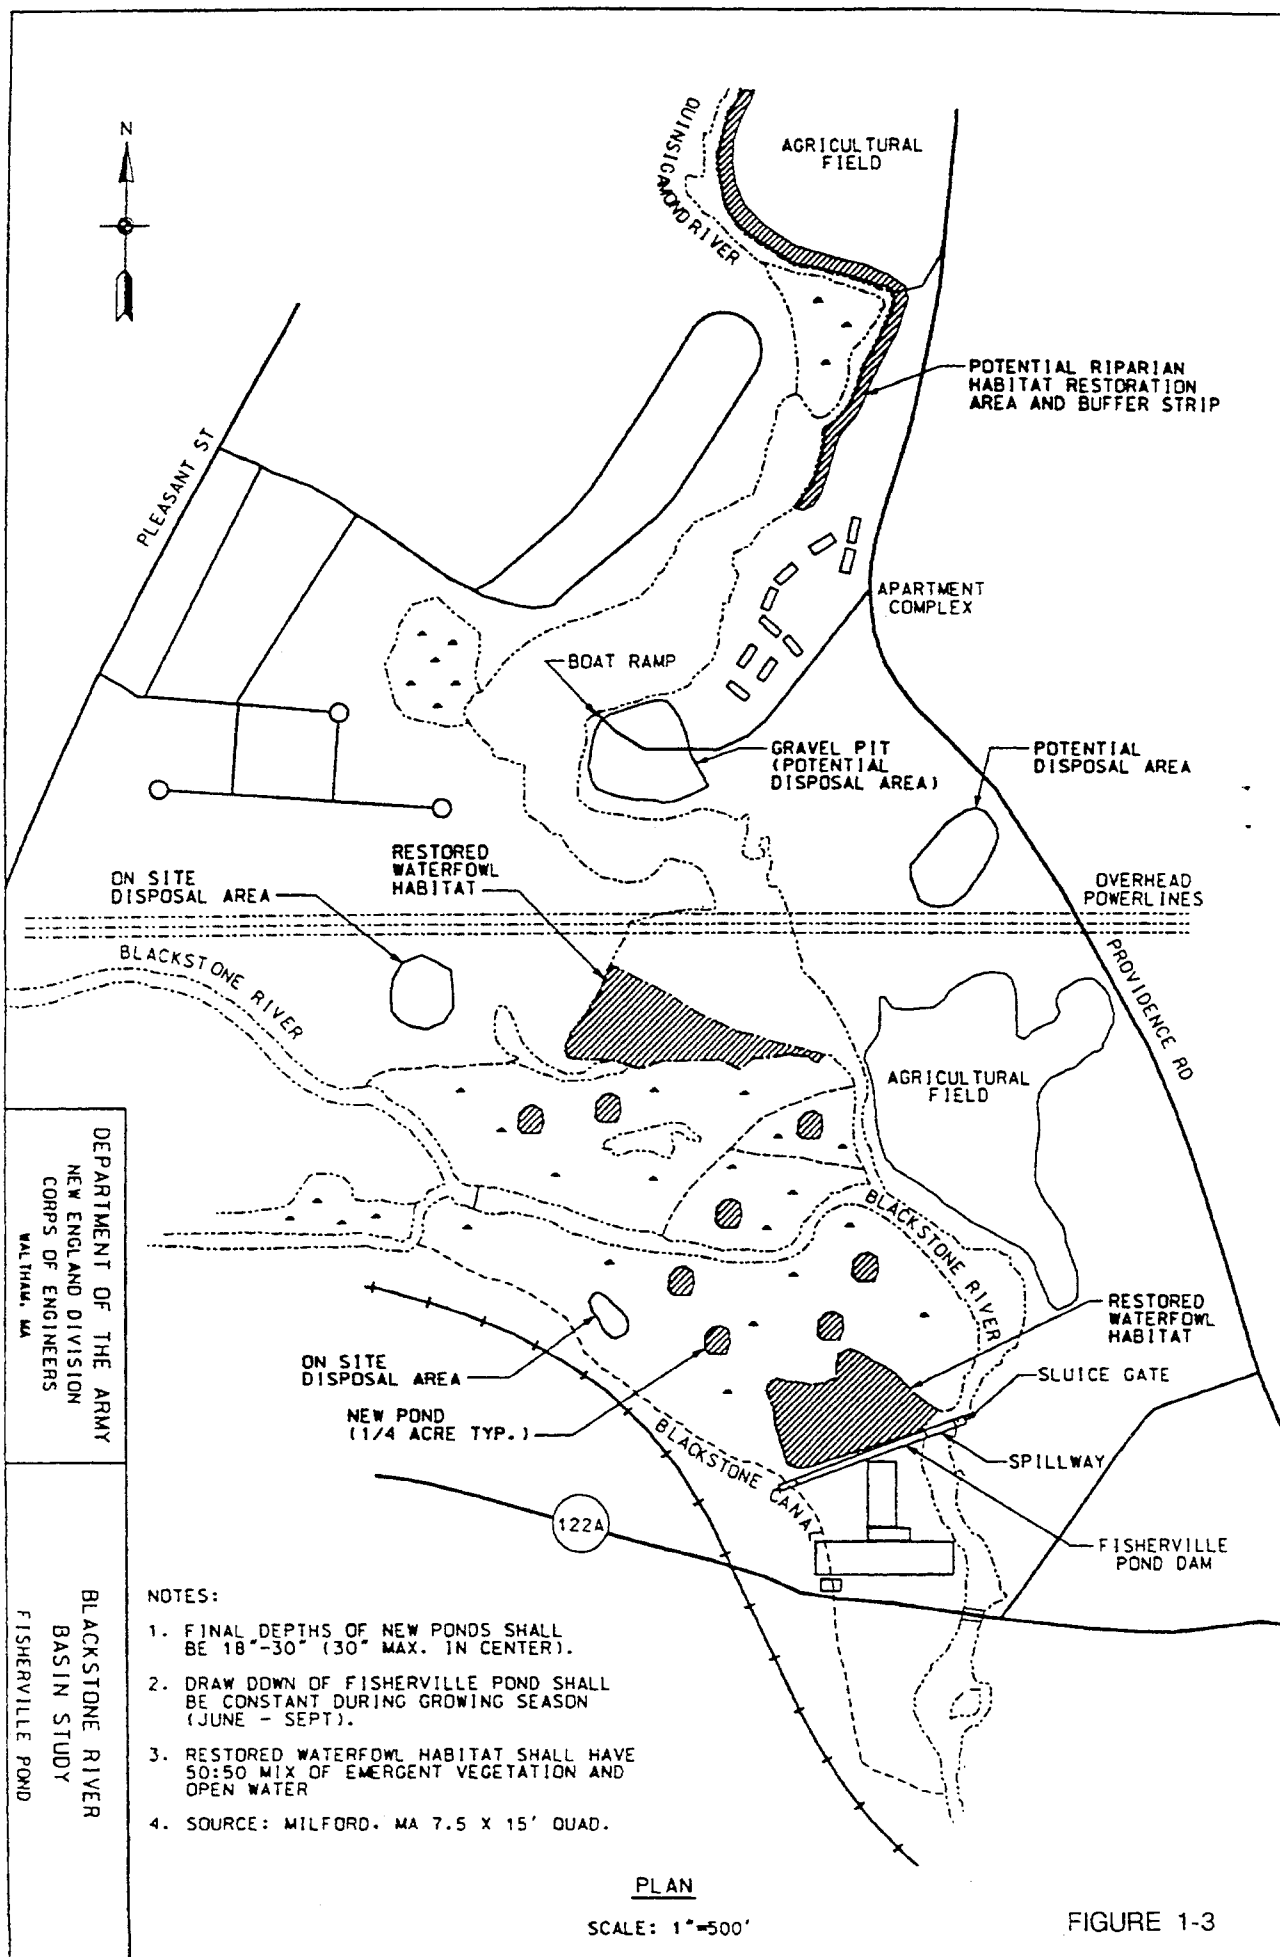 N
QUINSIGAMOND RIVER
AGRICULTURAL
FIELD
POTENTIAL RIPARIAN
HABITAT RESTORATION
AREA AND BUFFER STRIP
PLEASANT ST
APARTMENT
COMPLEX
BOAT RAMP
GRAVEL PIT
(POTENTIAL
DISPOSAL AREA)
POTENTIAL
DISPOSAL AREA
RESTORED
WATERFOWL
HABITAT
ON SITE
DISPOSAL AREA
OVERHEAD
POWERLINES
BLACKSTONE RIVER
PROVIDENCE RD
AGRICULTURAL
FIELD
BLACKSTONE RIVER
RESTORED
WATERFOWL
HABITAT
ON SITE
DISPOSAL AREA
SLUICE GATE
NEW POND
(1/4 ACRE TYP.)
BLACKSTONE CANAL
SPILLWAY
122A
FISHERVILLE
POND DAM
DEPARTMENT OF THE ARMY
NEW ENGLAND DIVISION
CORPS OF ENGINEERS
WALTHAM, MA
BLACKSTONE RIVER
BASIN STUDY
FISHERVILLE POND
NOTES:
1. FINAL DEPTHS OF NEW PONDS SHALL
BE 18"-30" (30" MAX. IN CENTER).
2. DRAW DOWN OF FISHERVILLE POND SHALL
BE CONSTANT DURING GROWING SEASON
(JUNE - SEPT).
3. RESTORED WATERFOWL HABITAT SHALL HAVE
50:50 MIX OF EMERGENT VEGETATION AND
OPEN WATER
4. SOURCE: MILFORD. MA 7.5 X 15' QUAD.
PLAN
SCALE: 1"=500'
FIGURE 1-3